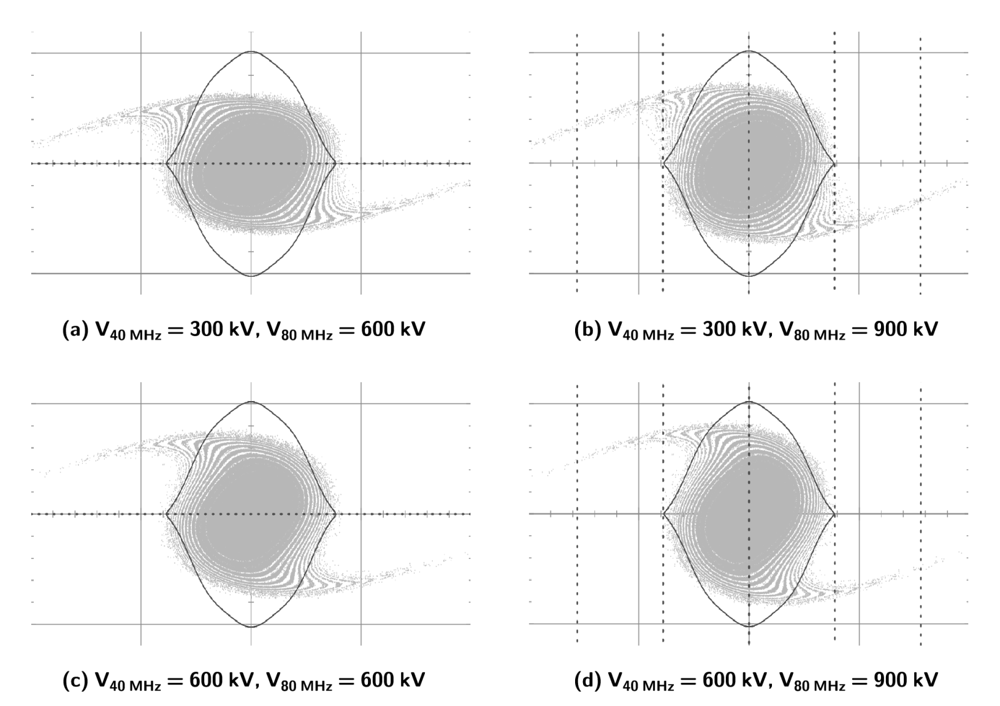 (a) V40 MHz = 300 kV, V80 MHz = 600 kV
(b) V40 MHz = 300 kV, V80 MHz = 900 kV
(c) V40 MHz = 600 kV, V80 MHz = 600 kV
(d) V40 MHz = 600 kV, V80 MHz = 900 kV